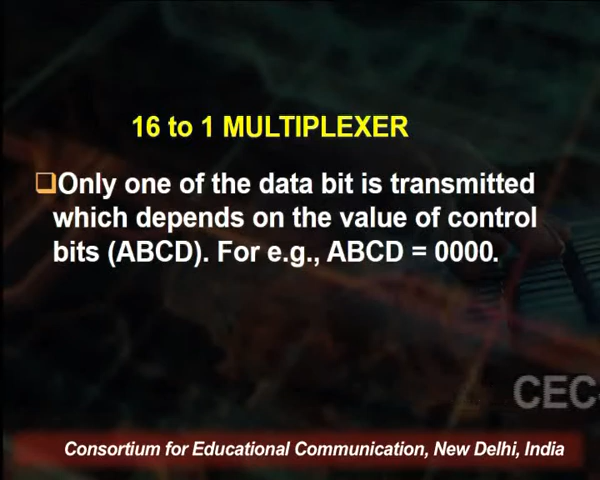 16 to 1 MULTIPLEXER
Only one of the data bit is transmitted
which depends on the value of control
bits (ABCD). For e.g., ABCD = 0000.
CEC
Consortium for Educational Communication, New Delhi, India